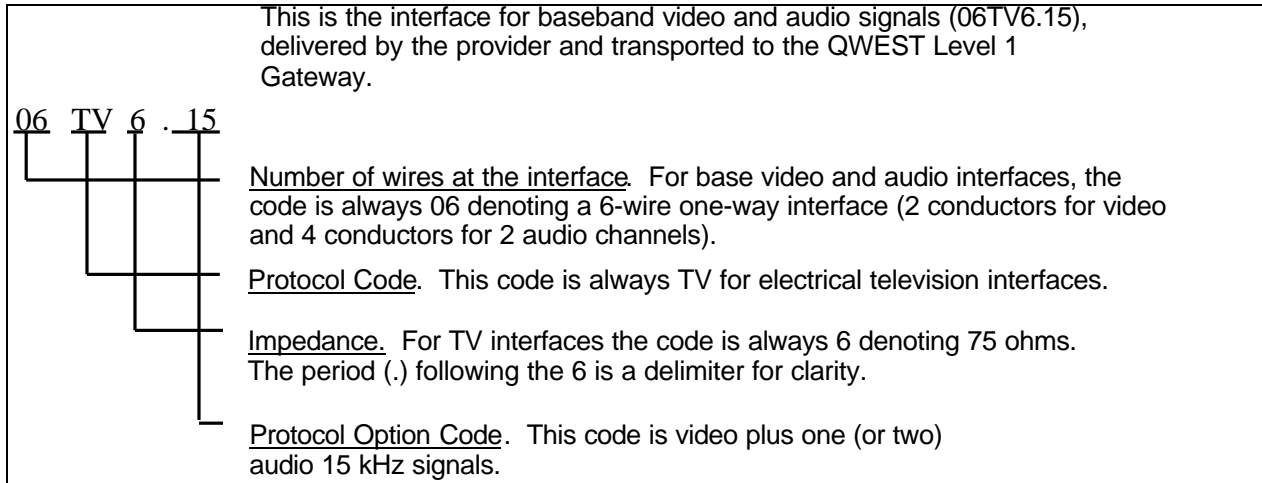 This is the interface for baseband video and audio signals (06TV6.15),
delivered by the provider and transported to the QWEST Level 1
Gateway.
06 TV 6 . 15
Number of wires at the interface. For base video and audio interfaces, the
code is always 06 denoting a 6-wire one-way interface (2 conductors for video
and 4 conductors for 2 audio channels).
Protocol Code. This code is always TV for electrical television interfaces.
Impedance. For TV interfaces the code is always 6 denoting 75 ohms.
The period (.) following the 6 is a delimiter for clarity.
Protocol Option Code. This code is video plus one (or two)
audio 15 kHz signals.